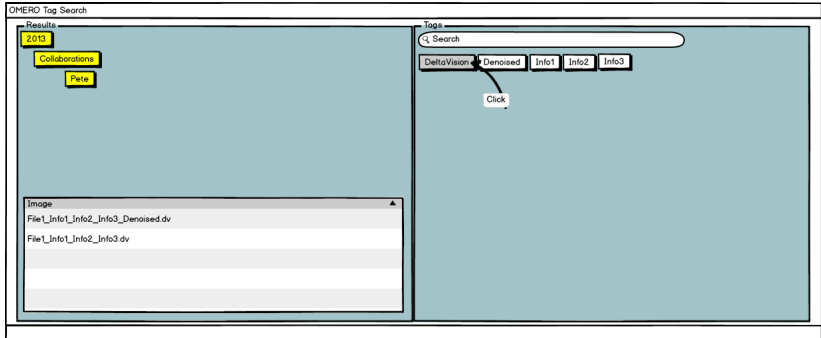 OMERO Tag Search
Results
2013
Collaborations
Pete
Image
File1_Info1_Info2_Info3_Denoised.dv
File1_Info1_Info2_Info3.dv
Tags
Search
DeltaVision Denoised Info1 Info2 Info3
Click